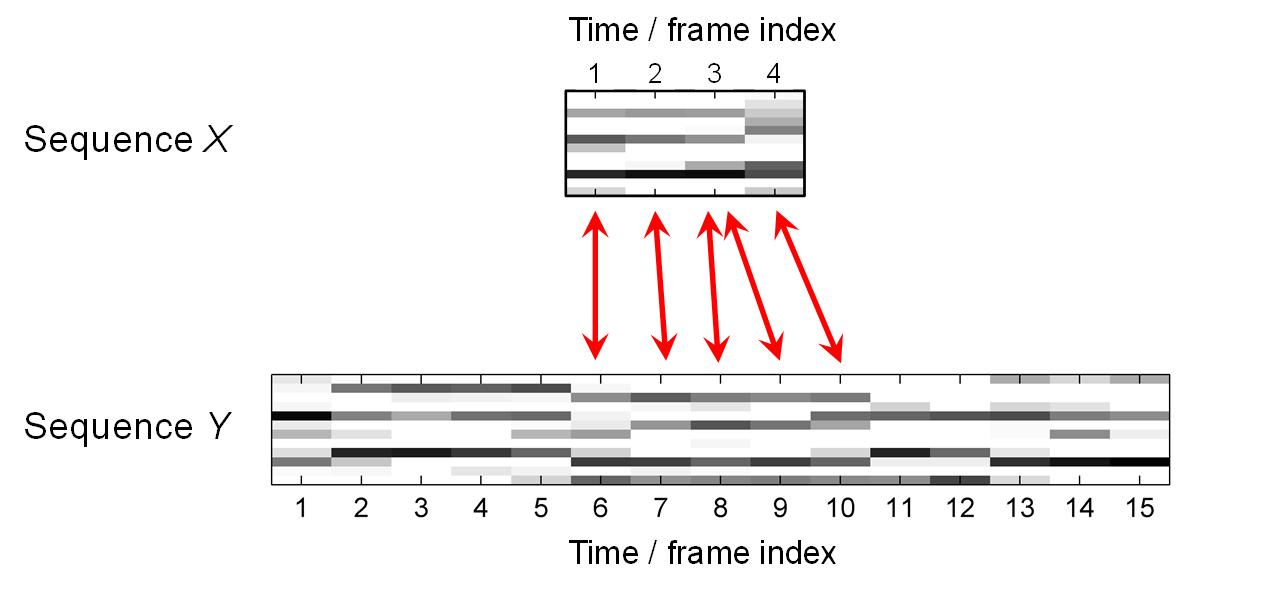 Time / frame index
1 2 3 4
Sequence X
Sequence Y
1 2 3 4 5 6 7 8 9 10 11 12 13 14 15
Time / frame index